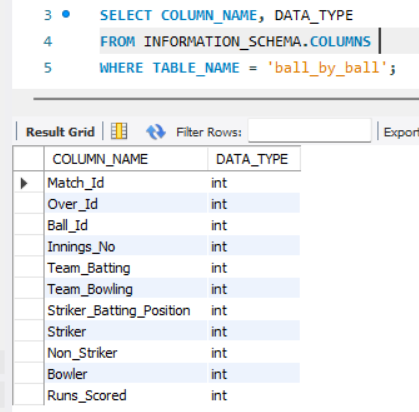 3 SELECT COLUMN_NAME, DATA_TYPE
4 FROM INFORMATION_SCHEMA.COLUMNS
5 WHERE TABLE_NAME = 'ball_by_ball';
Result Grid Filter Rows: Export
COLUMN_NAME DATA_TYPE
Match_Id int
Over_Id int
Ball_Id int
Innings_No int
Team_Batting int
Team_Bowling int
Striker_Batting_Position int
Striker int
Non_Striker int
Bowler int
Runs_Scored int